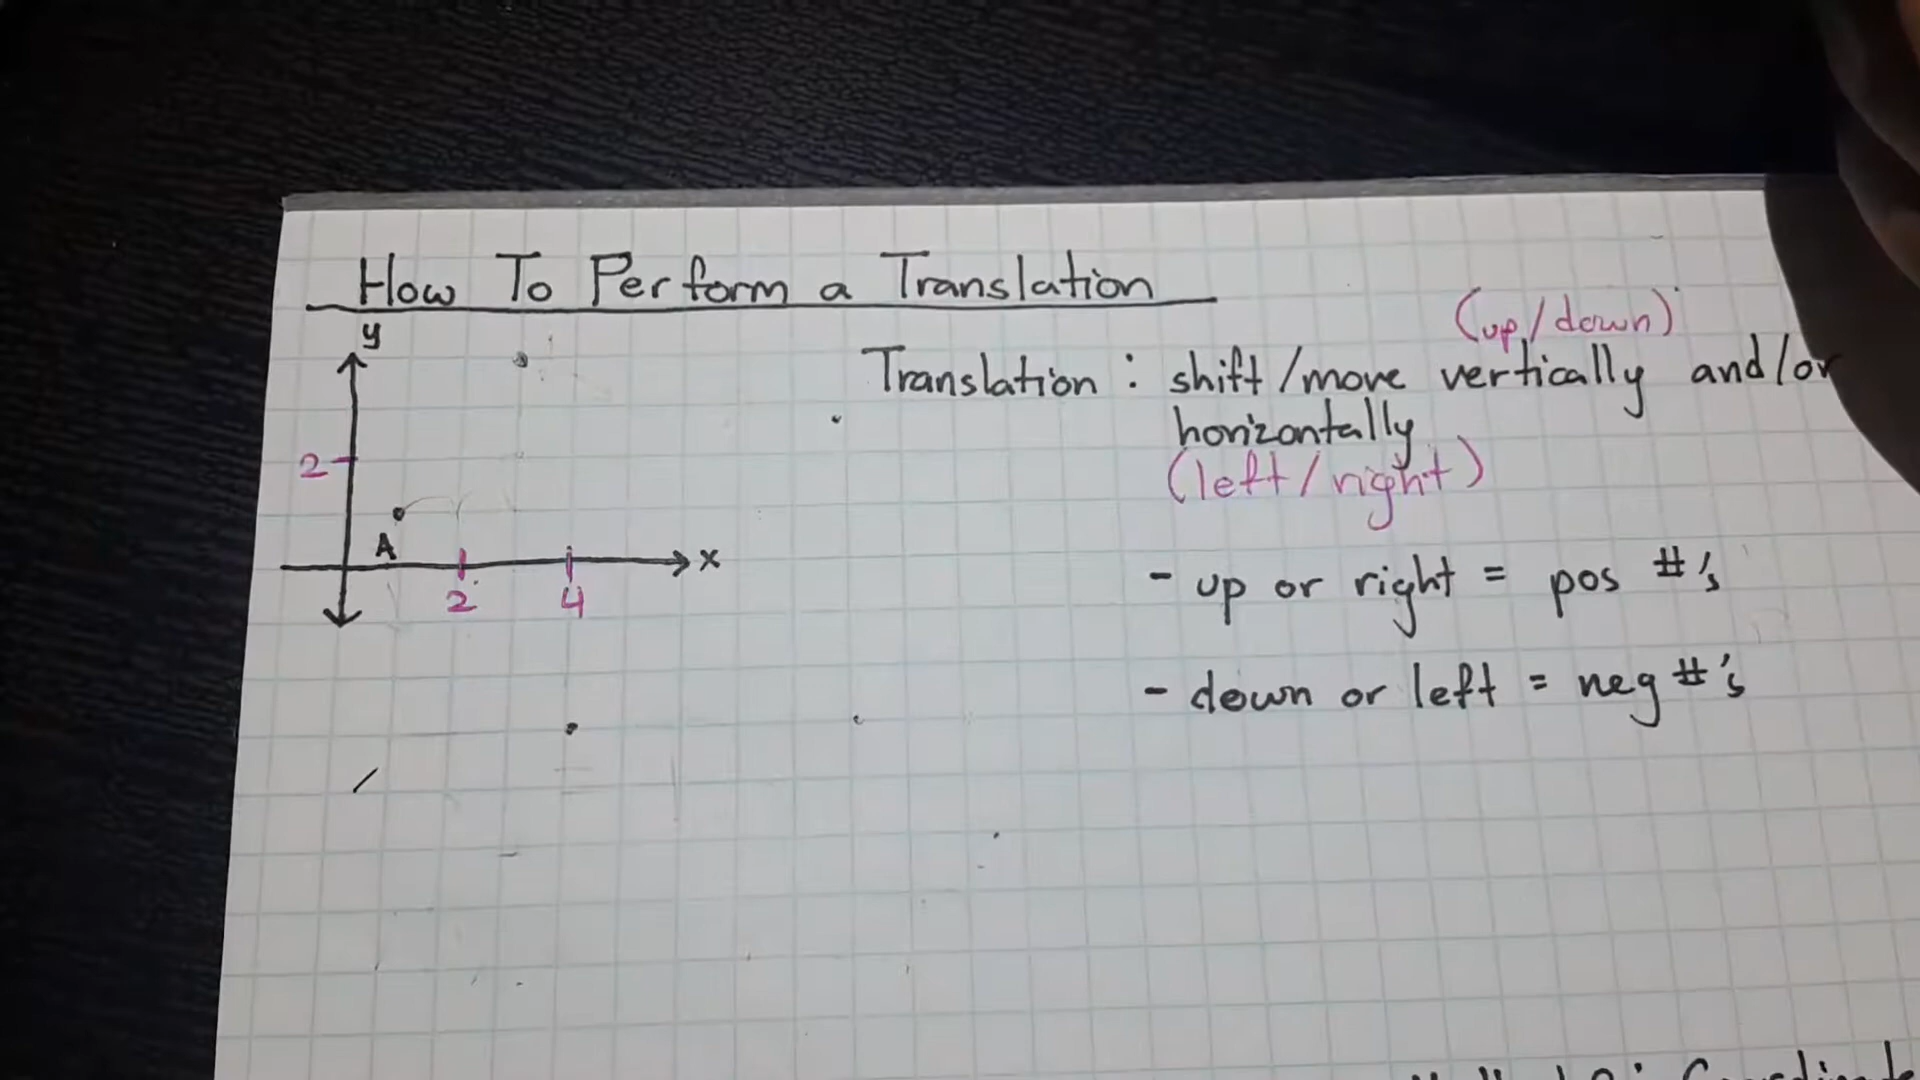 How To Perform a Translation
y
(up/down)
Translation : shift/move vertically and/or
horizontally
(left/right)
2
A
x
2 4
- up or right = pos #'s
- down or left = neg #'s